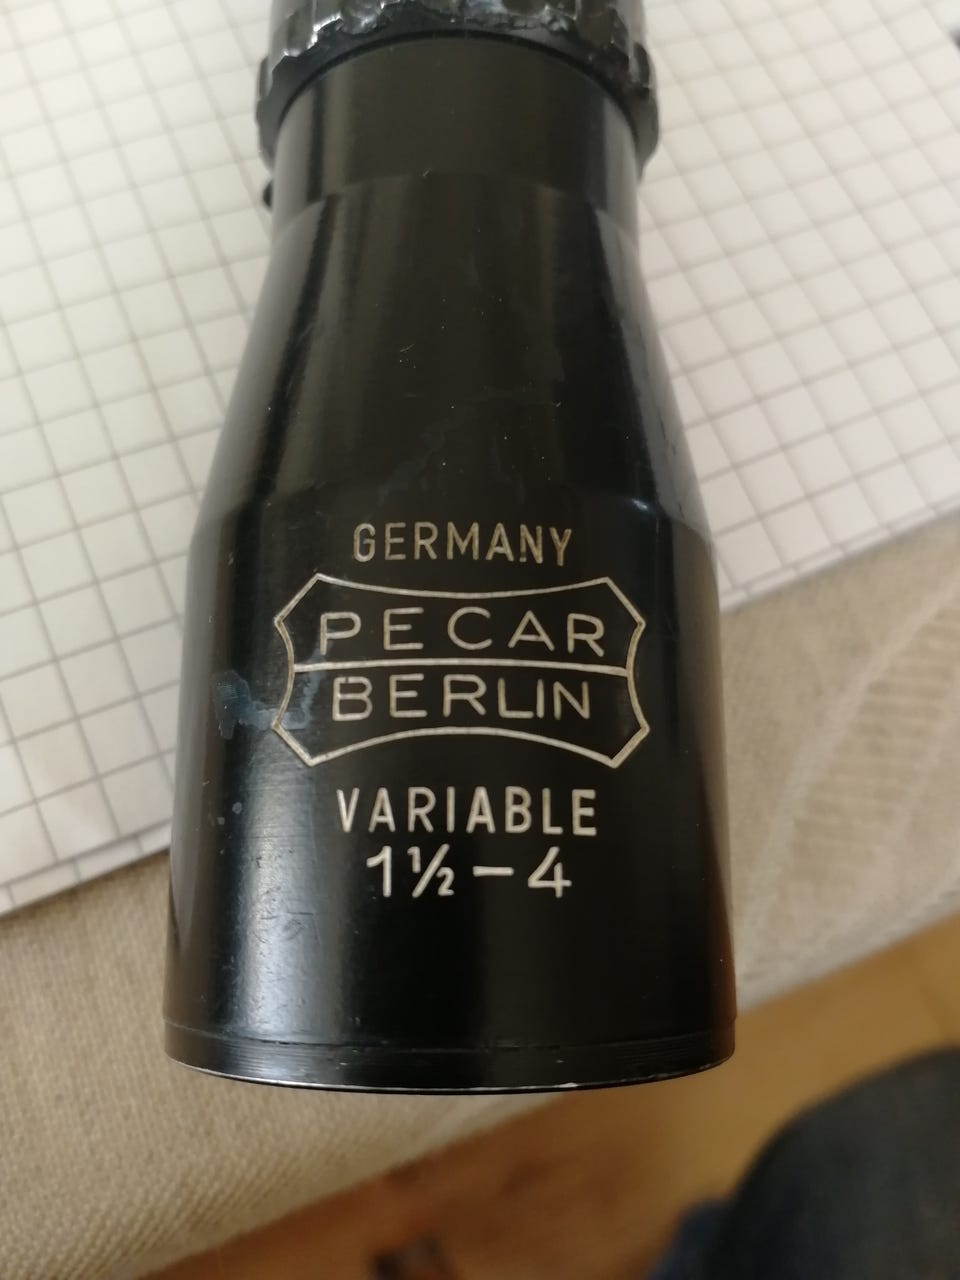 GERMANY
PECAR
BERLIN
VARIABLE
1½-4